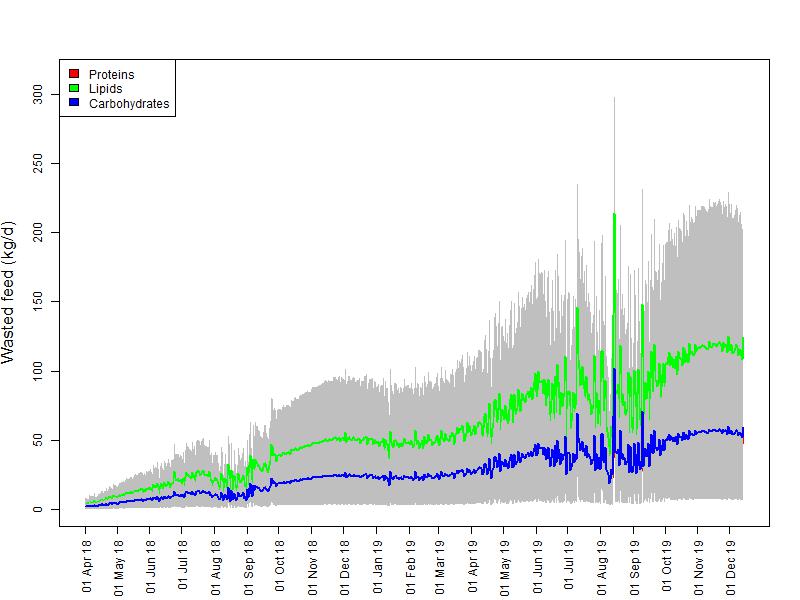 Proteins
Lipids
Carbohydrates
Wasted feed (kg/d)
300
250
200
150
100
50
0
01 Apr 18
01 May 18
01 Jun 18
01 Jul 18
01 Aug 18
01 Sep 18
01 Oct 18
01 Nov 18
01 Dec 18
01 Jan 19
01 Feb 19
01 Mar 19
01 Apr 19
01 May 19
01 Jun 19
01 Jul 19
01 Aug 19
01 Sep 19
01 Oct 19
01 Nov 19
01 Dec 19